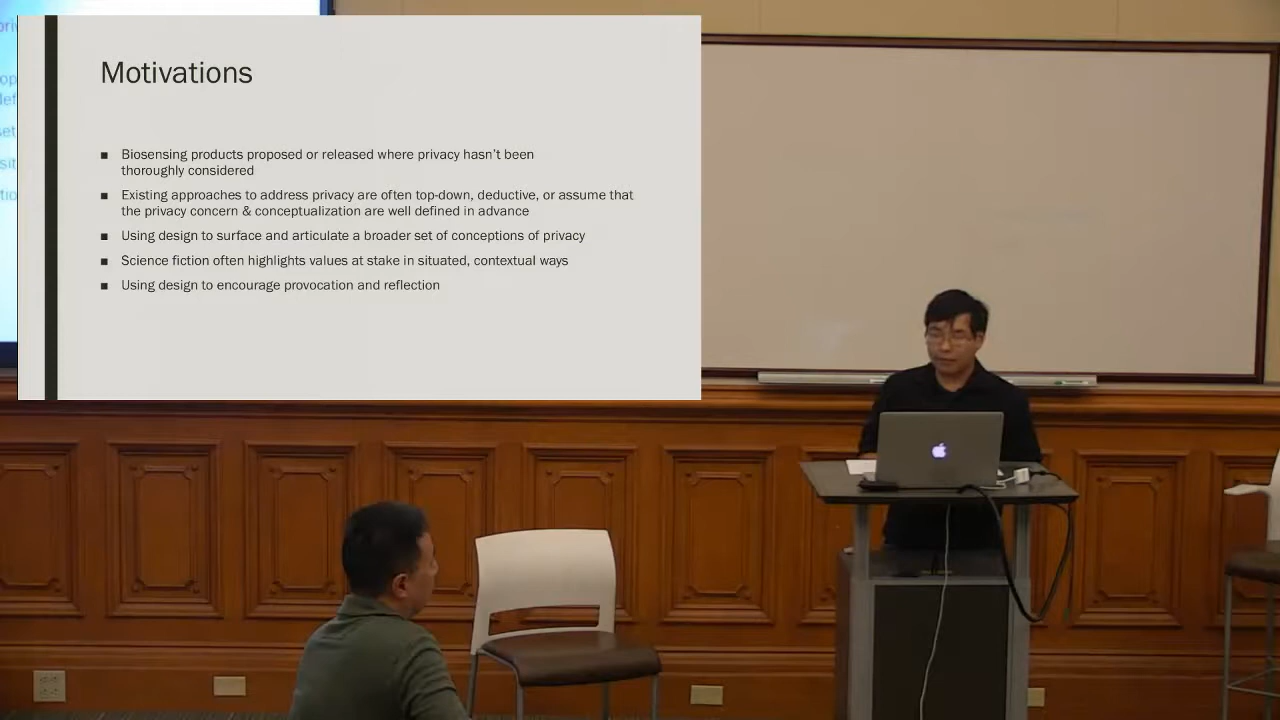 Motivations
■ Biosensing products proposed or released where privacy hasn't been
thoroughly considered
■ Existing approaches to address privacy are often top-down, deductive, or assume that
the privacy concern & conceptualization are well defined in advance
■ Using design to surface and articulate a broader set of conceptions of privacy
■ Science fiction often highlights values at stake in situated, contextual ways
■ Using design to encourage provocation and reflection